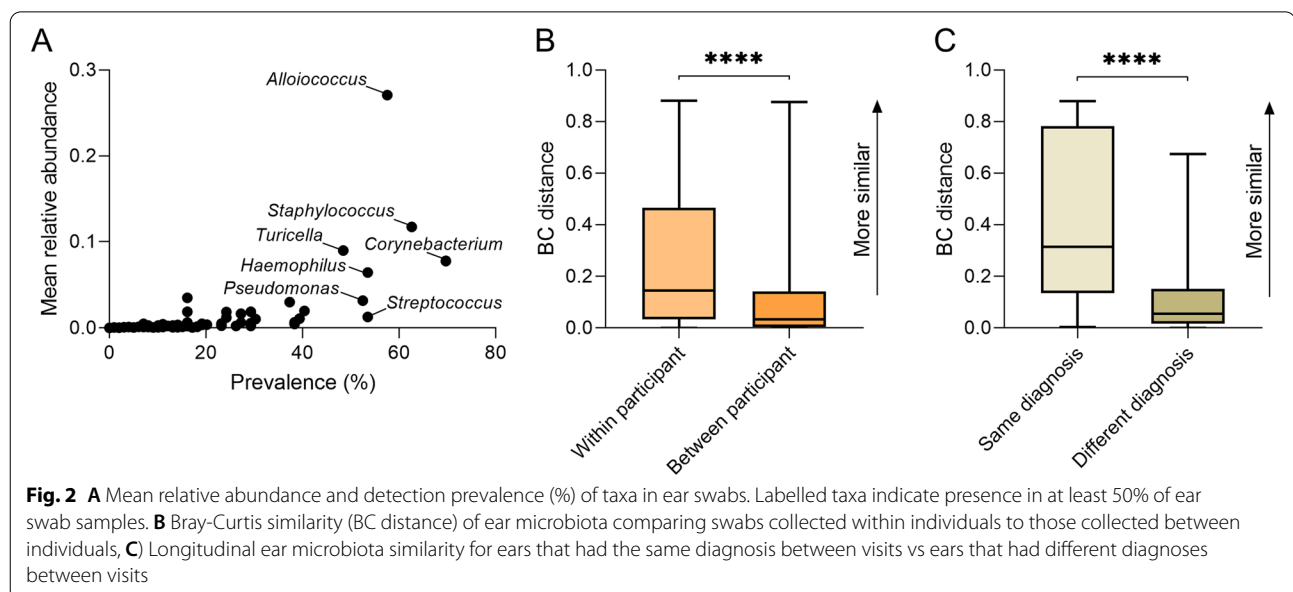 A
Mean relative abundance
0.3
0.2
0.1
0.0
Alloiococcus
Staphylococcus
Turicella
Corynebacterium
Haemophilus
Pseudomonas
Streptococcus
0 20 40 60 80
Prevalence (%)
B
****
BC distance
1.0
0.8
0.6
0.4
0.2
0.0
More similar
Within participant
Between participant
C
****
BC distance
1.0
0.8
0.6
0.4
0.2
0.0
More similar
Same diagnosis
Different diagnosis
Fig. 2 A Mean relative abundance and detection prevalence (%) of taxa in ear swabs. Labelled taxa indicate presence in at least 50% of ear
swab samples. B Bray-Curtis similarity (BC distance) of ear microbiota comparing swabs collected within individuals to those collected between
individuals, C) Longitudinal ear microbiota similarity for ears that had the same diagnosis between visits vs ears that had different diagnoses
between visits